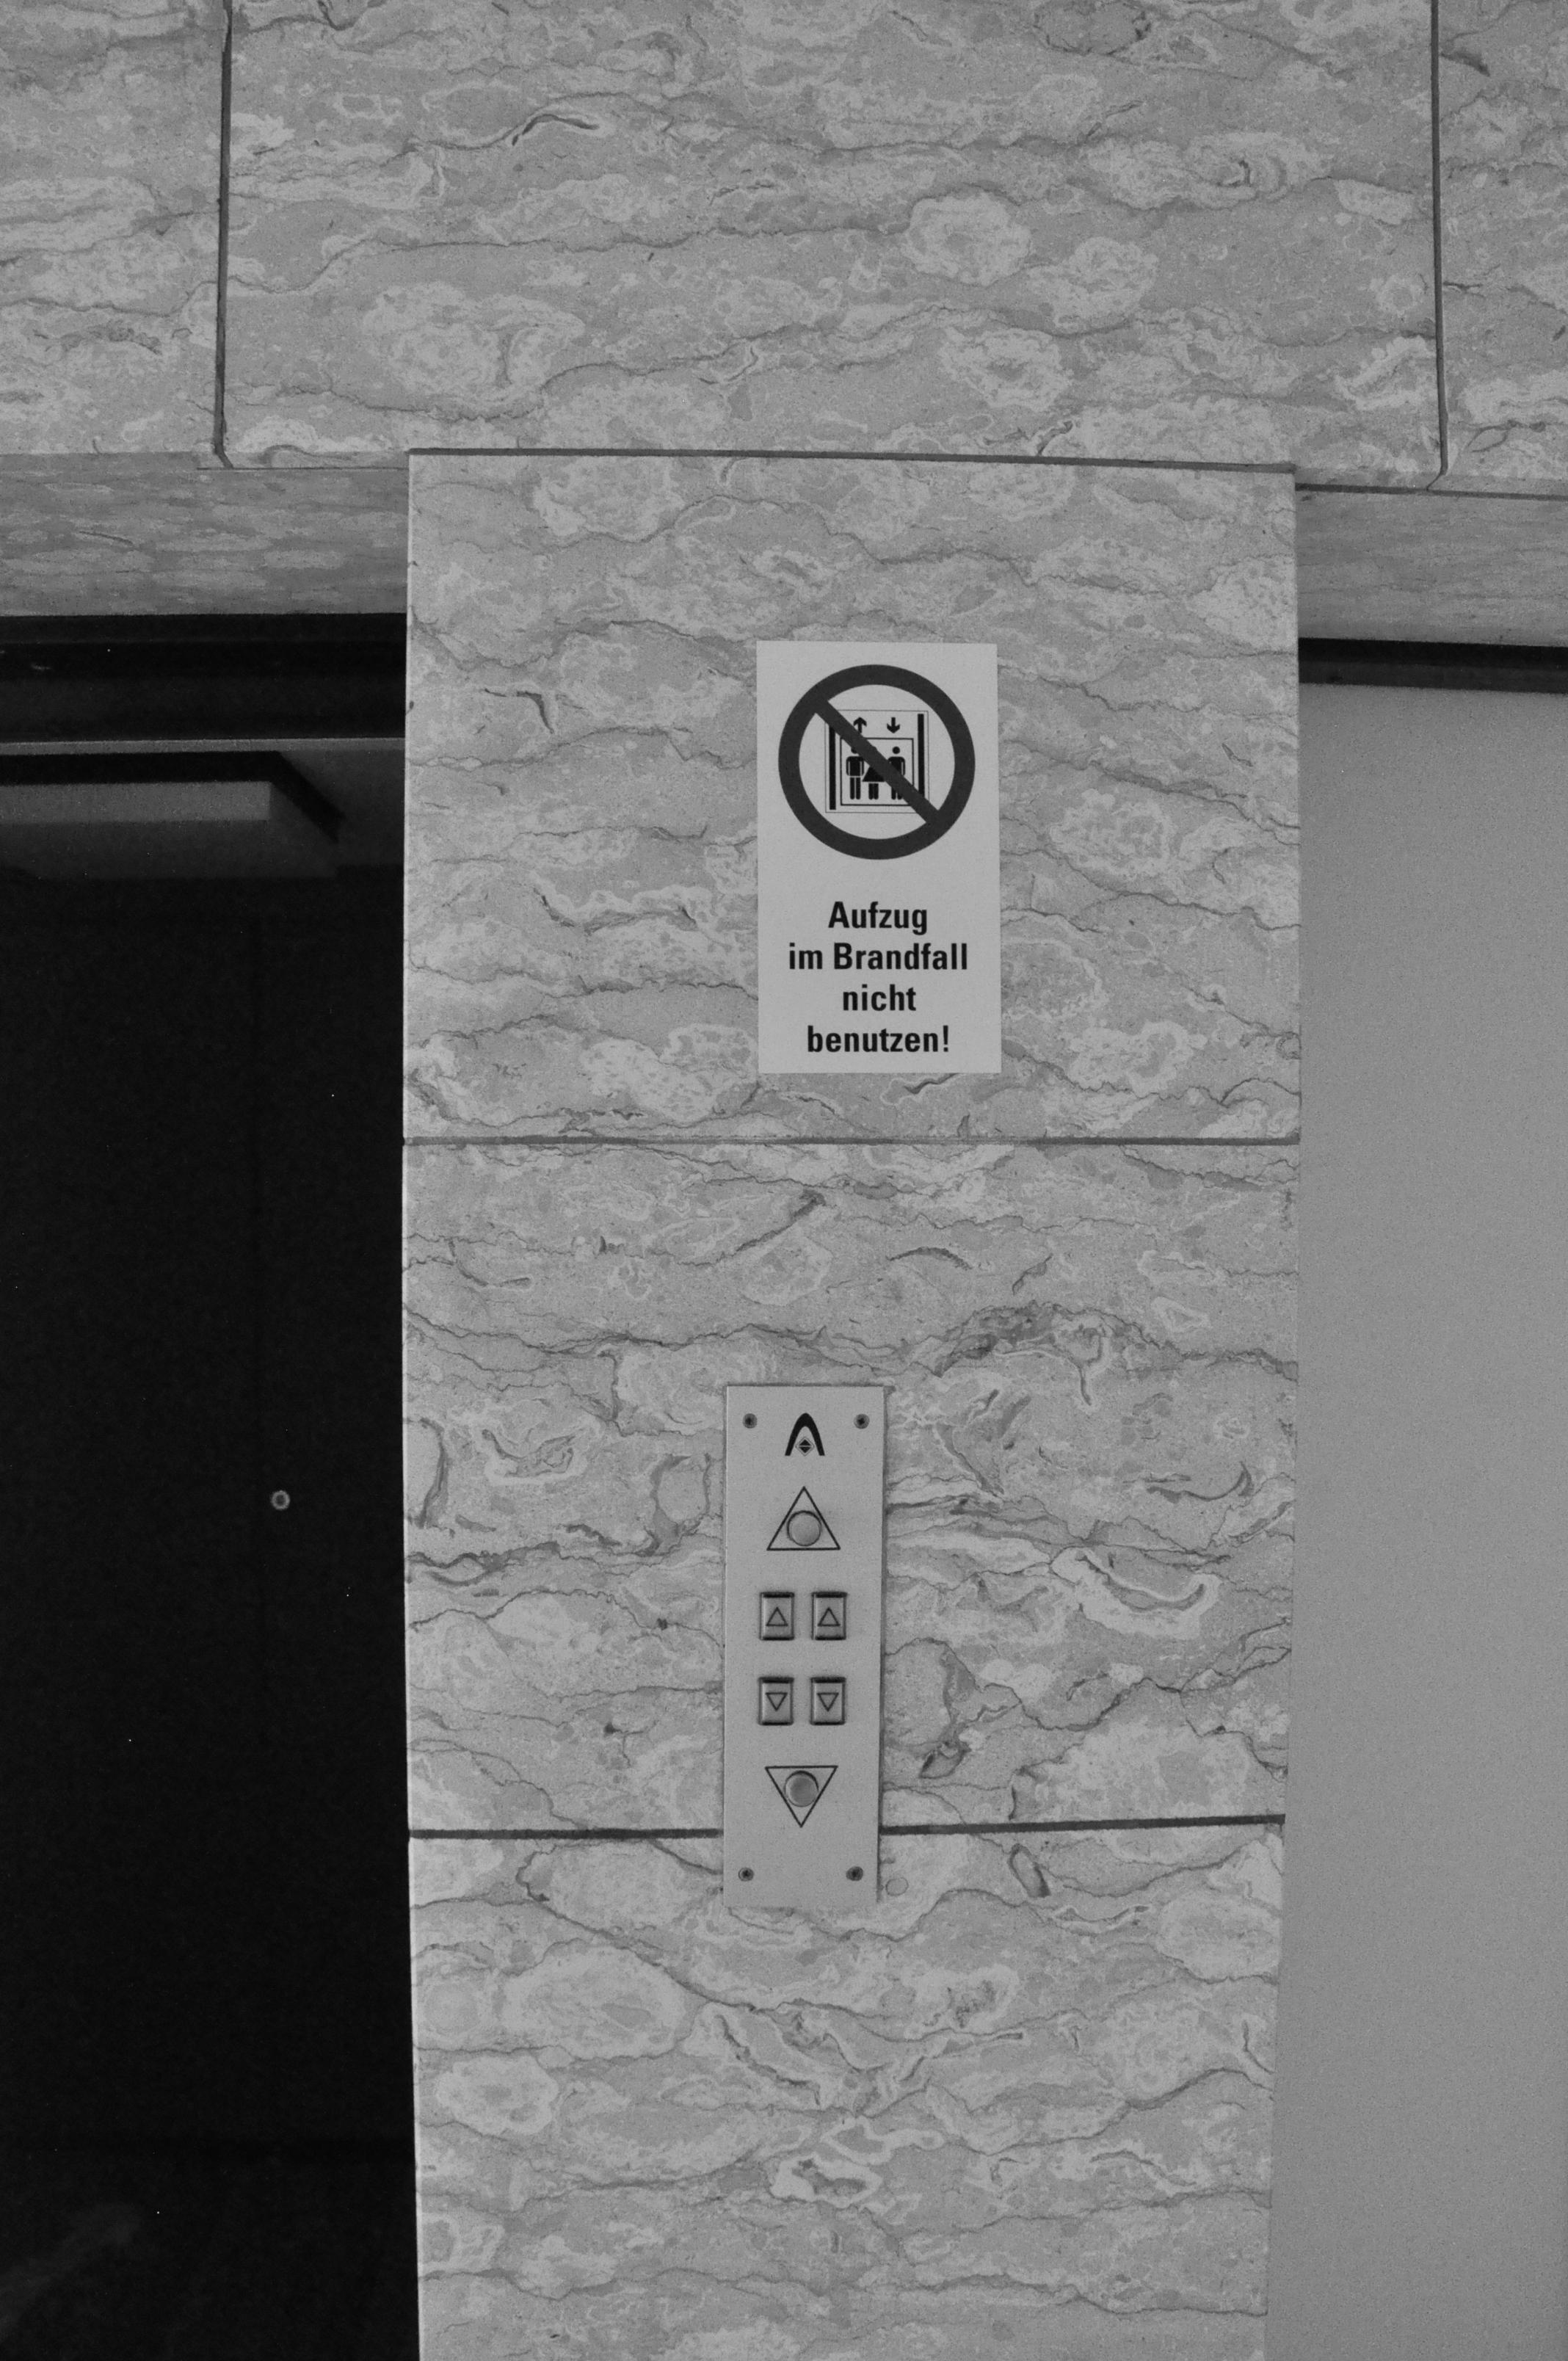 Aufzug
im Brandfall
nicht
benutzen!